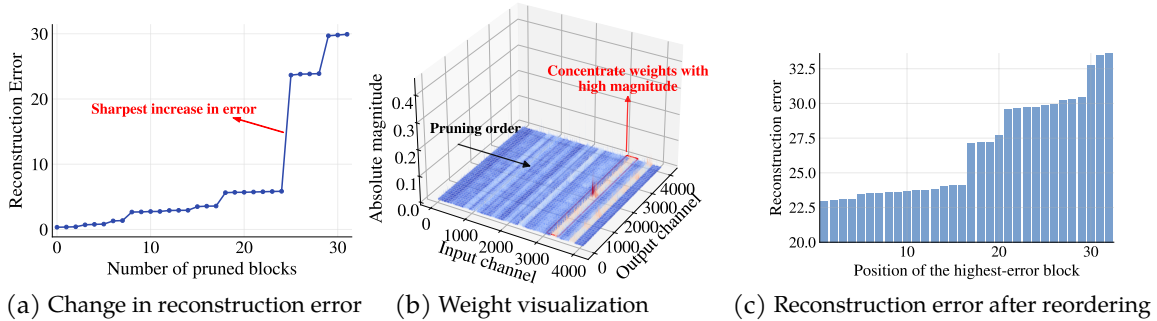 30
20
10
0
Reconstruction Error
Sharpest increase in error
0
10
20
30
Number of pruned blocks
(a) Change in reconstruction error
Concentrate weights with
high magnitude
Pruning order
Absolute magnitude
0.4
0.3
0.2
0.1
0.0
0
1000
2000
3000
4000
Input channel
0
1000
2000
3000
4000
Output channel
(b) Weight visualization
32.5
30.0
27.5
25.0
22.5
20.0
Reconstruction error
10
20
30
Position of the highest-error block
(c) Reconstruction error after reordering